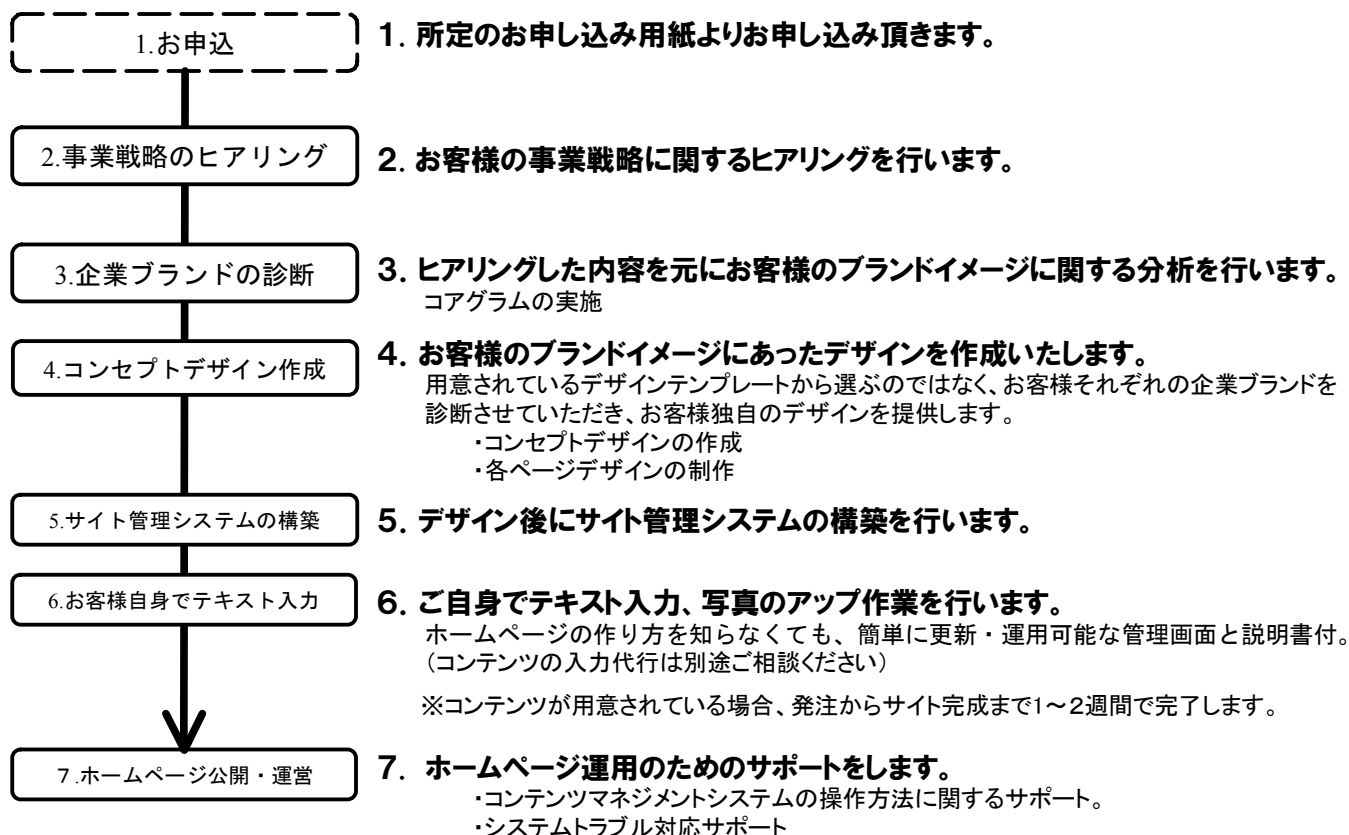 1.お申込
1. 所定のお申し込み用紙よりお申し込み頂きます。
2.事業戦略のヒアリング
2. お客様の事業戦略に関するヒアリングを行います。
3.企業ブランドの診断
3. ヒアリングした内容を元にお客様のブランドイメージに関する分析を行います。
コアグラムの実施
4.コンセプトデザイン作成
4. お客様のブランドイメージにあったデザインを作成いたします。
用意されているデザインテンプレートから選ぶのではなく、お客様それぞれの企業ブランドを
診断させていただき、お客様独自のデザインを提供します。
・コンセプトデザインの作成
・各ページデザインの制作
5.サイト管理システムの構築
5. デザイン後にサイト管理システムの構築を行います。
6.お客様自身でテキスト入力
6. ご自身でテキスト入力、写真のアップ作業を行います。
ホームページの作り方を知らなくても、簡単に更新・運用可能な管理画面と説明書付。
(コンテンツの入力代行は別途ご相談ください)
※コンテンツが用意されている場合、発注からサイト完成まで1～2週間で完了します。
７.ホームページ公開・運営
7. ホームページ運用のためのサポートをします。
・コンテンツマネジメントシステムの操作方法に関するサポート。
・システムトラブル対応サポート